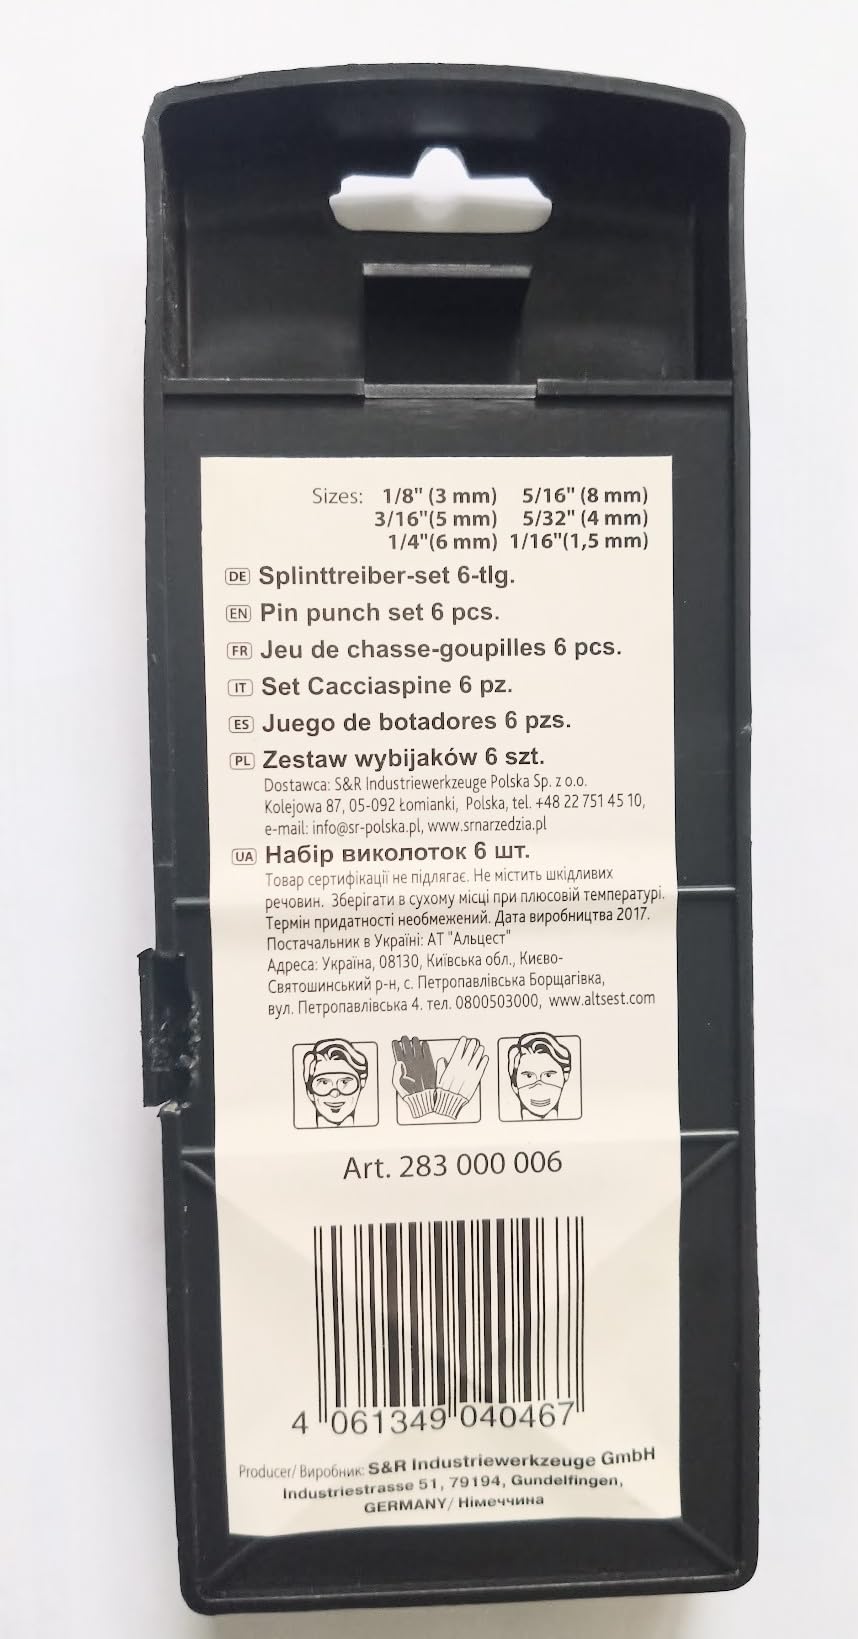 Sizes: 1/8" (3 mm) 5/16" (8 mm)
3/16"(5 mm) 5/32" (4 mm)
1/4"(6 mm) 1/16"(1,5 mm)
DE Splinttreiber-set 6-tlg.
EN Pin punch set 6 pcs.
FR Jeu de chasse-goupilles 6 pcs.
IT Set Cacciaspine 6 pz.
ES Juego de botadores 6 pzs.
PL Zestaw wybijaków 6 szt.
Dostawca: S&R Industriewerkzeuge Polska Sp. z o.o.
Kolejowa 87, 05-092 Łomianki, Polska, tel. +48 22 751 45 10,
e-mail: info@sr-polska.pl, www.srnarzedzia.pl
UA Набір виколоток 6 шт.
Товар сертифікації не підлягає. Не містить шкідливих
речовин. Зберігати в сухому місці при плюсовій температурі.
Термін придатності необмежений. Дата виробництва 2017.
Постачальник в Україні: АТ "Альцест"
Адреса: Україна, 08130, Київська обл., Києво-
Святошинський р-н, с. Петропавлівська Борщагівка,
вул. Петропавлівська 4. тел. 0800503000, www.altsest.com
Art. 283 000 006
4 061349 040467
Producer/ Виробник: S&R Industriewerkzeuge GmbH
Industriestrasse 51, 79194, Gundelfingen,
GERMANY/ Німеччина